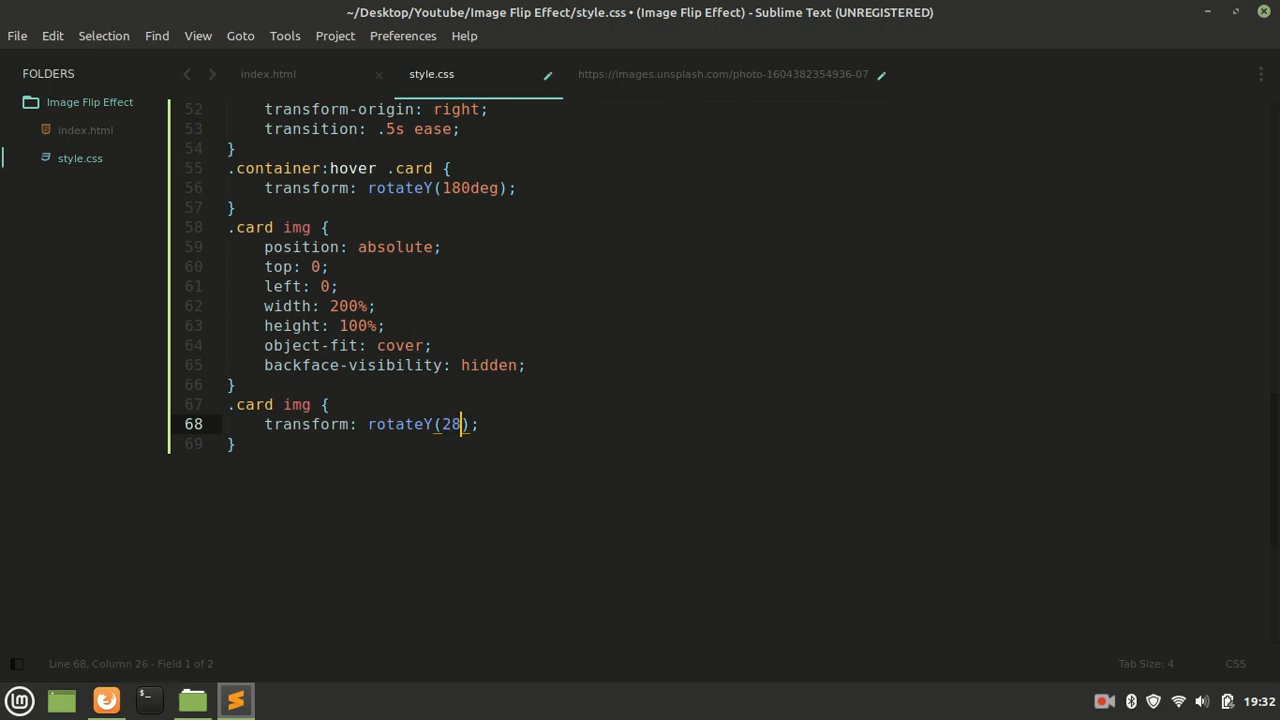 ~/Desktop/Youtube/Image Flip Effect/style.css • (Image Flip Effect) - Sublime Text (UNREGISTERED)
File Edit Selection Find View Goto Tools Project Preferences Help
FOLDERS
Image Flip Effect
index.html
style.css
index.html style.css https://images.unsplash.com/photo-1604382354936-07
52 transform-origin: right;
53 transition: .5s ease;
54 }
55 .container:hover .card {
56 transform: rotateY(180deg);
57 }
58 .card img {
59 position: absolute;
60 top: 0;
61 left: 0;
62 width: 200%;
63 height: 100%;
64 object-fit: cover;
65 backface-visibility: hidden;
66 }
67 .card img {
68 transform: rotateY(28);
69 }
Line 68, Column 26 - Field 1 of 2 Tab Size: 4 CSS
19:32